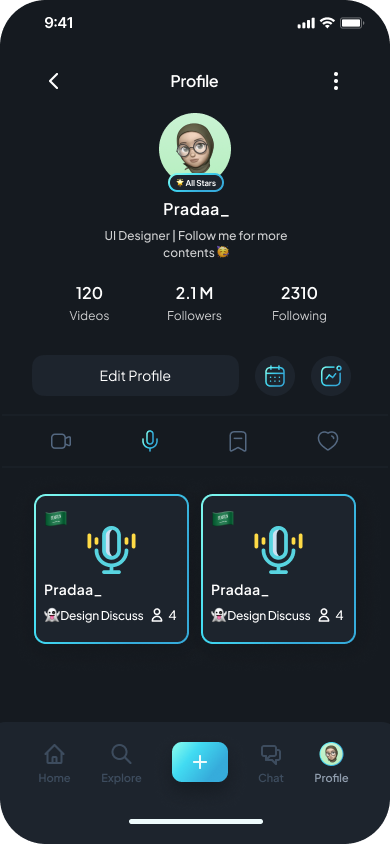 9:41
Profile
All Stars
Pradaa_
UI Designer | Follow me for more
contents 🥳
120 2.1 M 2310
Videos Followers Following
Edit Profile
Pradaa_ Pradaa_
👻Design Discuss 4 👻Design Discuss 4
Home Explore + Chat Profile